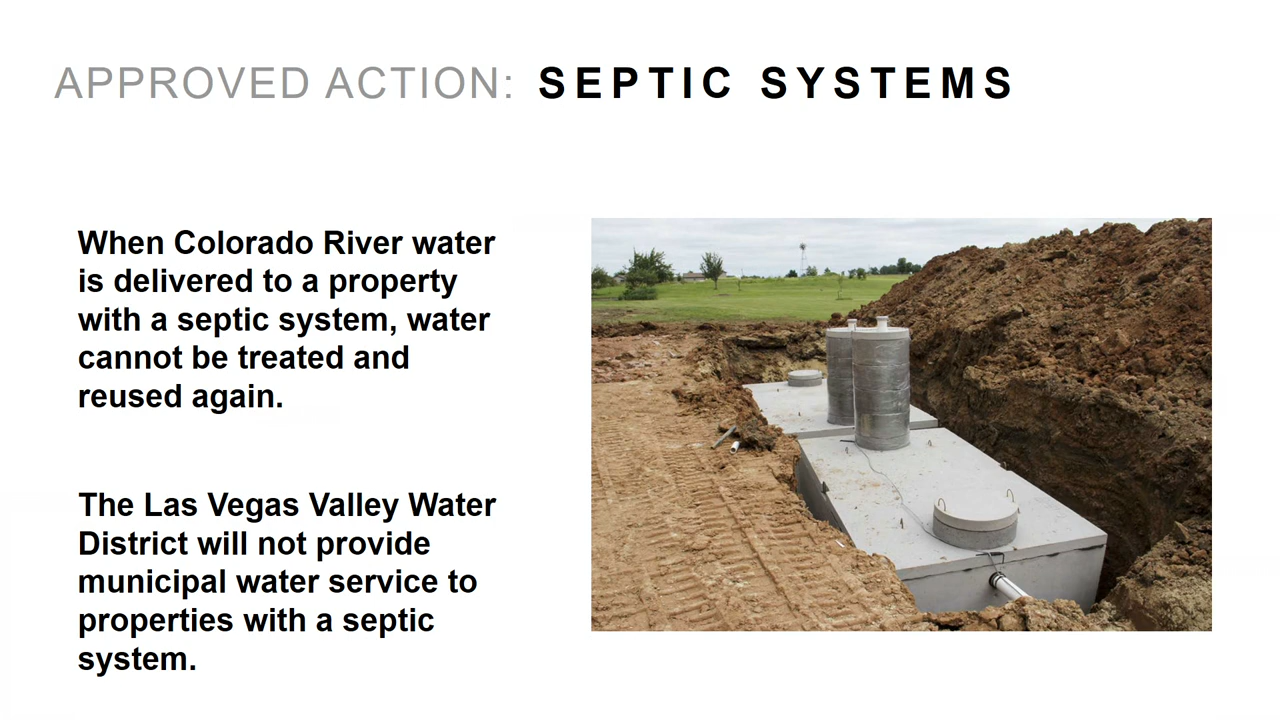 APPROVED ACTION: SEPTIC SYSTEMS
When Colorado River water
is delivered to a property
with a septic system, water
cannot be treated and
reused again.
The Las Vegas Valley Water
District will not provide
municipal water service to
properties with a septic
system.